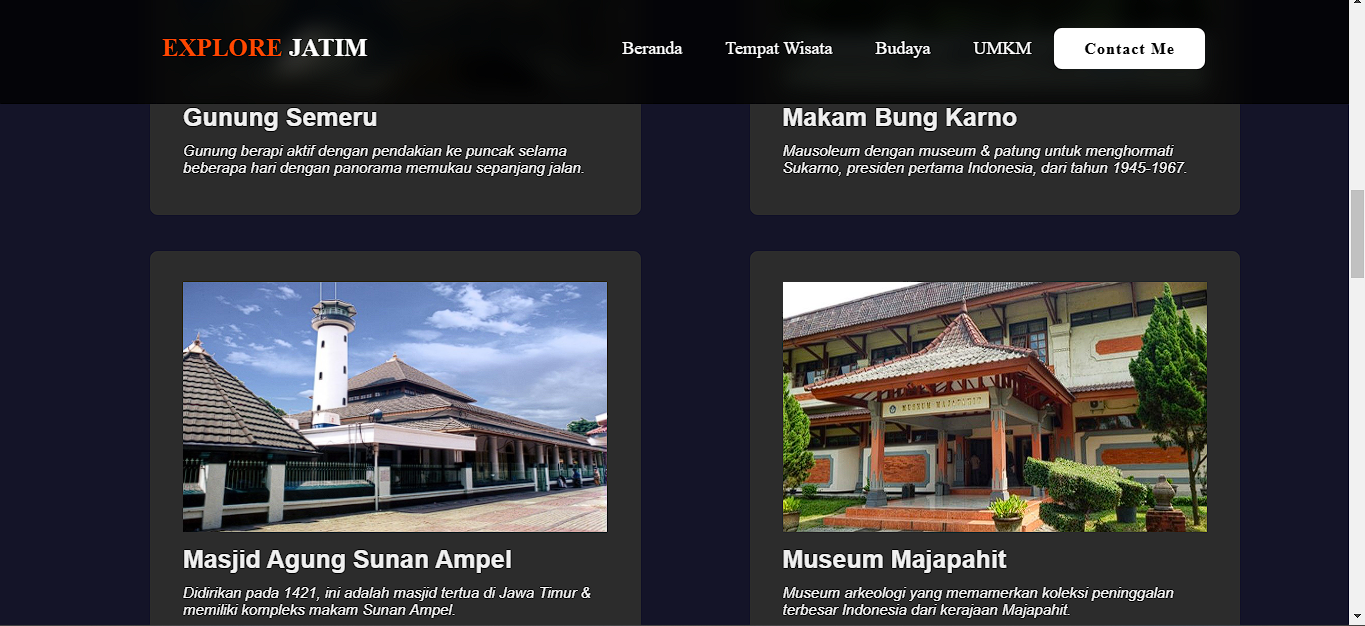 EXPLORE JATIM
Beranda
Tempat Wisata
Budaya
UMKM
Contact Me
Gunung Semeru
Gunung berapi aktif dengan pendakian ke puncak selama
beberapa hari dengan panorama memukau sepanjang jalan.
Makam Bung Karno
Mausoleum dengan museum & patung untuk menghormati
Sukarno, presiden pertama Indonesia, dari tahun 1945-1967.
MUSEUM MAJAPAHIT
Masjid Agung Sunan Ampel
Didirikan pada 1421, ini adalah masjid tertua di Jawa Timur &
memiliki kompleks makam Sunan Ampel.
Museum Majapahit
Museum arkeologi yang memamerkan koleksi peninggalan
terbesar Indonesia dari kerajaan Majapahit.